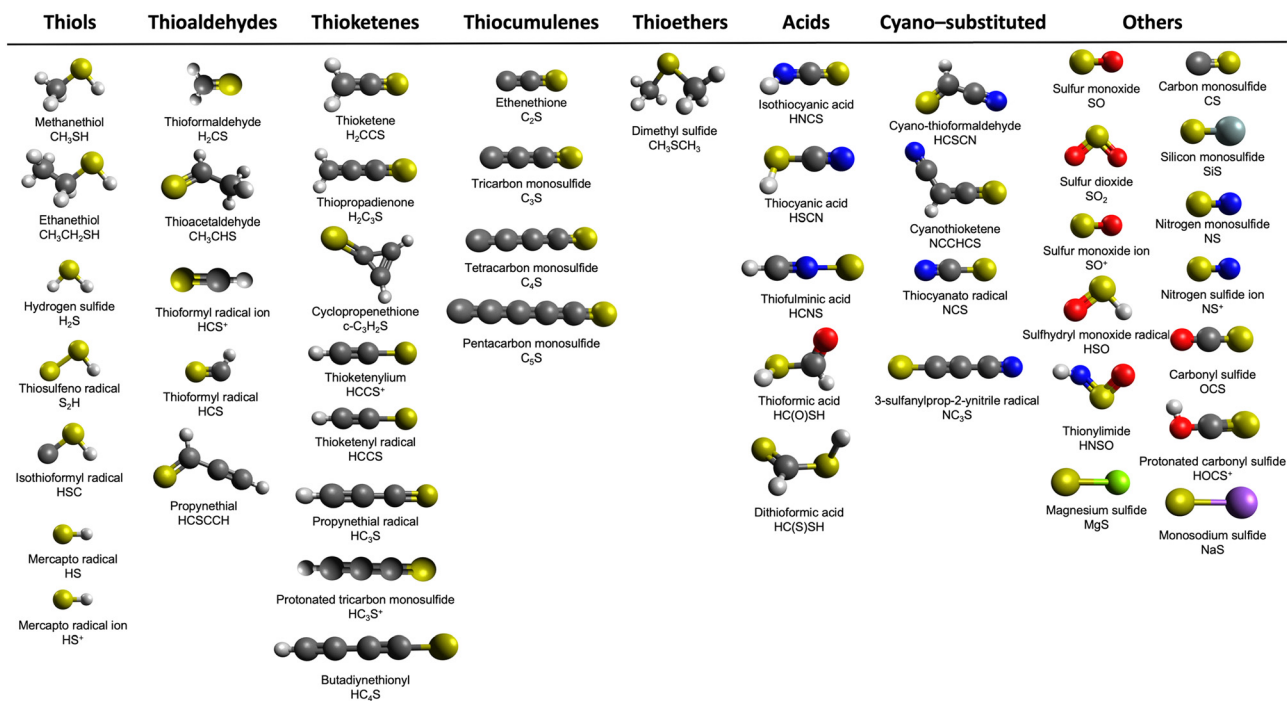 Thiols
Thioaldehydes
Thioketenes
Thiocumulenes
Thioethers
Acids
Cyano–substituted
Others
Methanethiol
CH₃SH
Ethanethiol
CH₃CH₂SH
Hydrogen sulfide
H₂S
Thiosulfeno radical
S₂H
Isothioformyl radical
HSC
Mercapto radical
HS
Mercapto radical ion
HS⁺
Thioformaldehyde
H₂CS
Thioacetaldehyde
CH₃CHS
Thioformyl radical ion
HCS⁺
Thioformyl radical
HCS
Propynethial
HCSCCH
Thioketene
H₂CCS
Thiopropadienone
H₂C₃S
Cyclopropenethione
c-C₃H₂S
Thioketenylium
HCCS⁺
Thioketenyl radical
HCCS
Propynethial radical
HC₃S
Protonated tricarbon monosulfide
HC₃S⁺
Butadiynethionyl
HC₄S
Ethenethione
C₂S
Tricarbon monosulfide
C₃S
Tetracarbon monosulfide
C₄S
Pentacarbon monosulfide
C₅S
Dimethyl sulfide
CH₃SCH₃
Isothiocyanic acid
HNCS
Thiocyanic acid
HSCN
Thiofulminic acid
HCNS
Thioformic acid
HC(O)SH
Dithioformic acid
HC(S)SH
Cyano-thioformaldehyde
HCSCN
Cyanothioketene
NCCHCS
Thiocyanato radical
NCS
3-sulfanylprop-2-ynitrile radical
NC₃S
Sulfur monoxide
SO
Sulfur dioxide
SO₂
Sulfur monoxide ion
SO⁺
Sulfhydryl monoxide radical
HSO
Thionylimide
HNSO
Magnesium sulfide
MgS
Carbon monosulfide
CS
Silicon monosulfide
SiS
Nitrogen monosulfide
NS
Nitrogen sulfide ion
NS⁺
Carbonyl sulfide
OCS
Protonated carbonyl sulfide
HOCS⁺
Monosodium sulfide
NaS